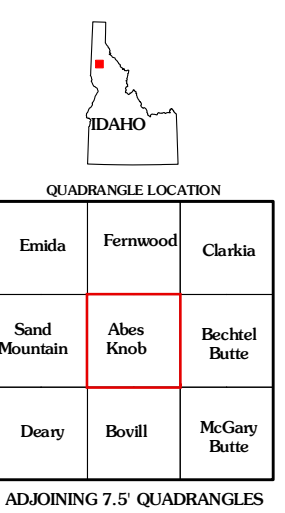 IDAHO
QUADRANGLE LOCATION
Emida
Fernwood
Clarkia
Sand
Mountain
Abes
Knob
Bechtel
Butte
Deary
Bovill
McGary
Butte
ADJOINING 7.5' QUADRANGLES